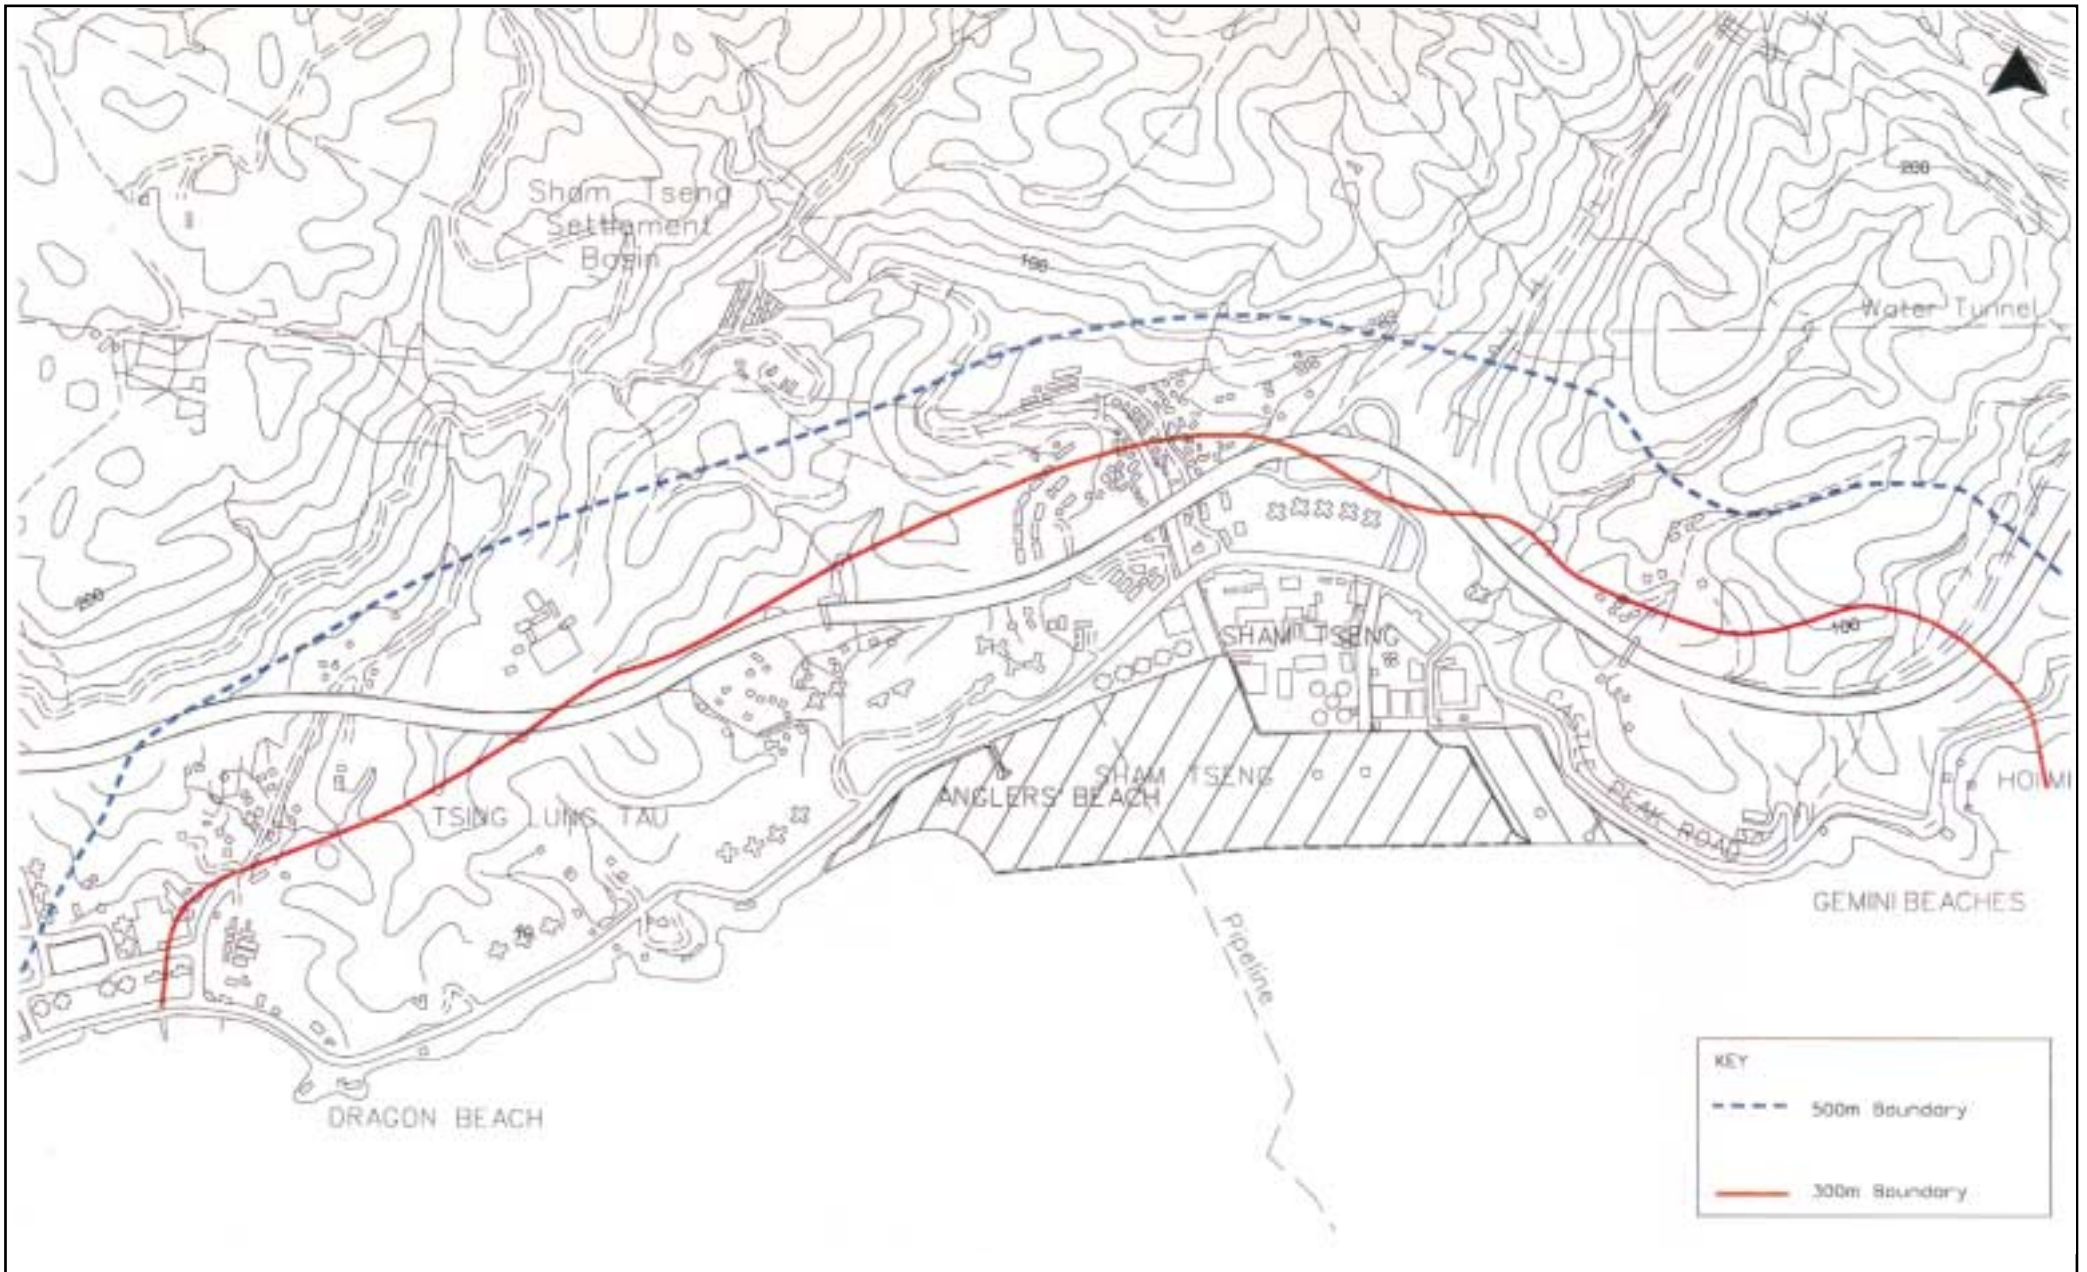 Sham Tseng
Settlement
Basin
200
100
Water Tunnel
200
SHAM TSENG
100
CASTLE PEAK ROAD
SHAM TSENG
ANGLERS' BEACH
TSING LUNG TAU
GEMINI BEACHES
Pipeline
DRAGON BEACH
KEY
500m Boundary
300m Boundary